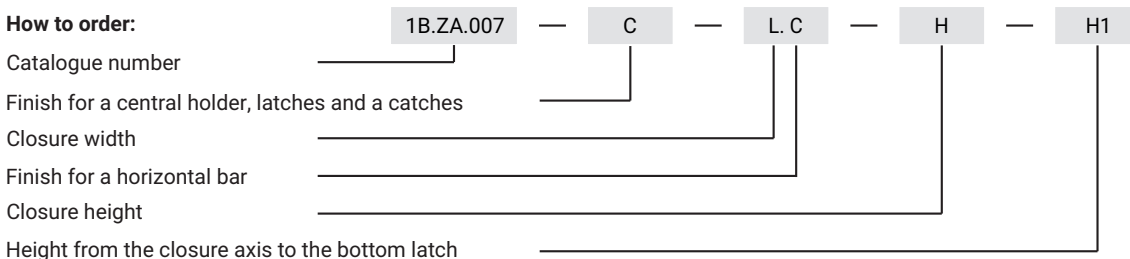 How to order: 1B.ZA.007 — C — L. C — H — H1
Catalogue number
Finish for a central holder, latches and a catches
Closure width
Finish for a horizontal bar
Closure height
Height from the closure axis to the bottom latch